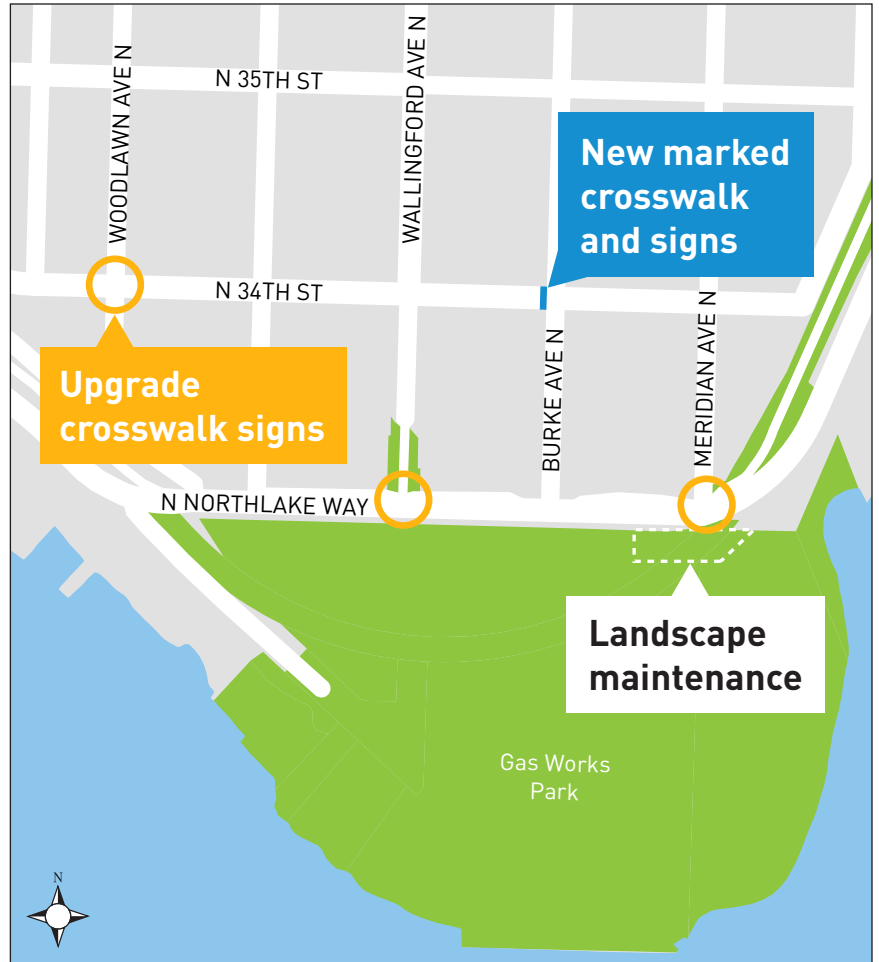 N 35TH ST
WOODLAWN AVE N
WALLINGFORD AVE N
New marked
crosswalk
and signs
N 34TH ST
MERIDIAN AVE N
BURKE AVE N
Upgrade
crosswalk signs
N NORTHLAKE WAY
Landscape
maintenance
Gas Works
Park
N